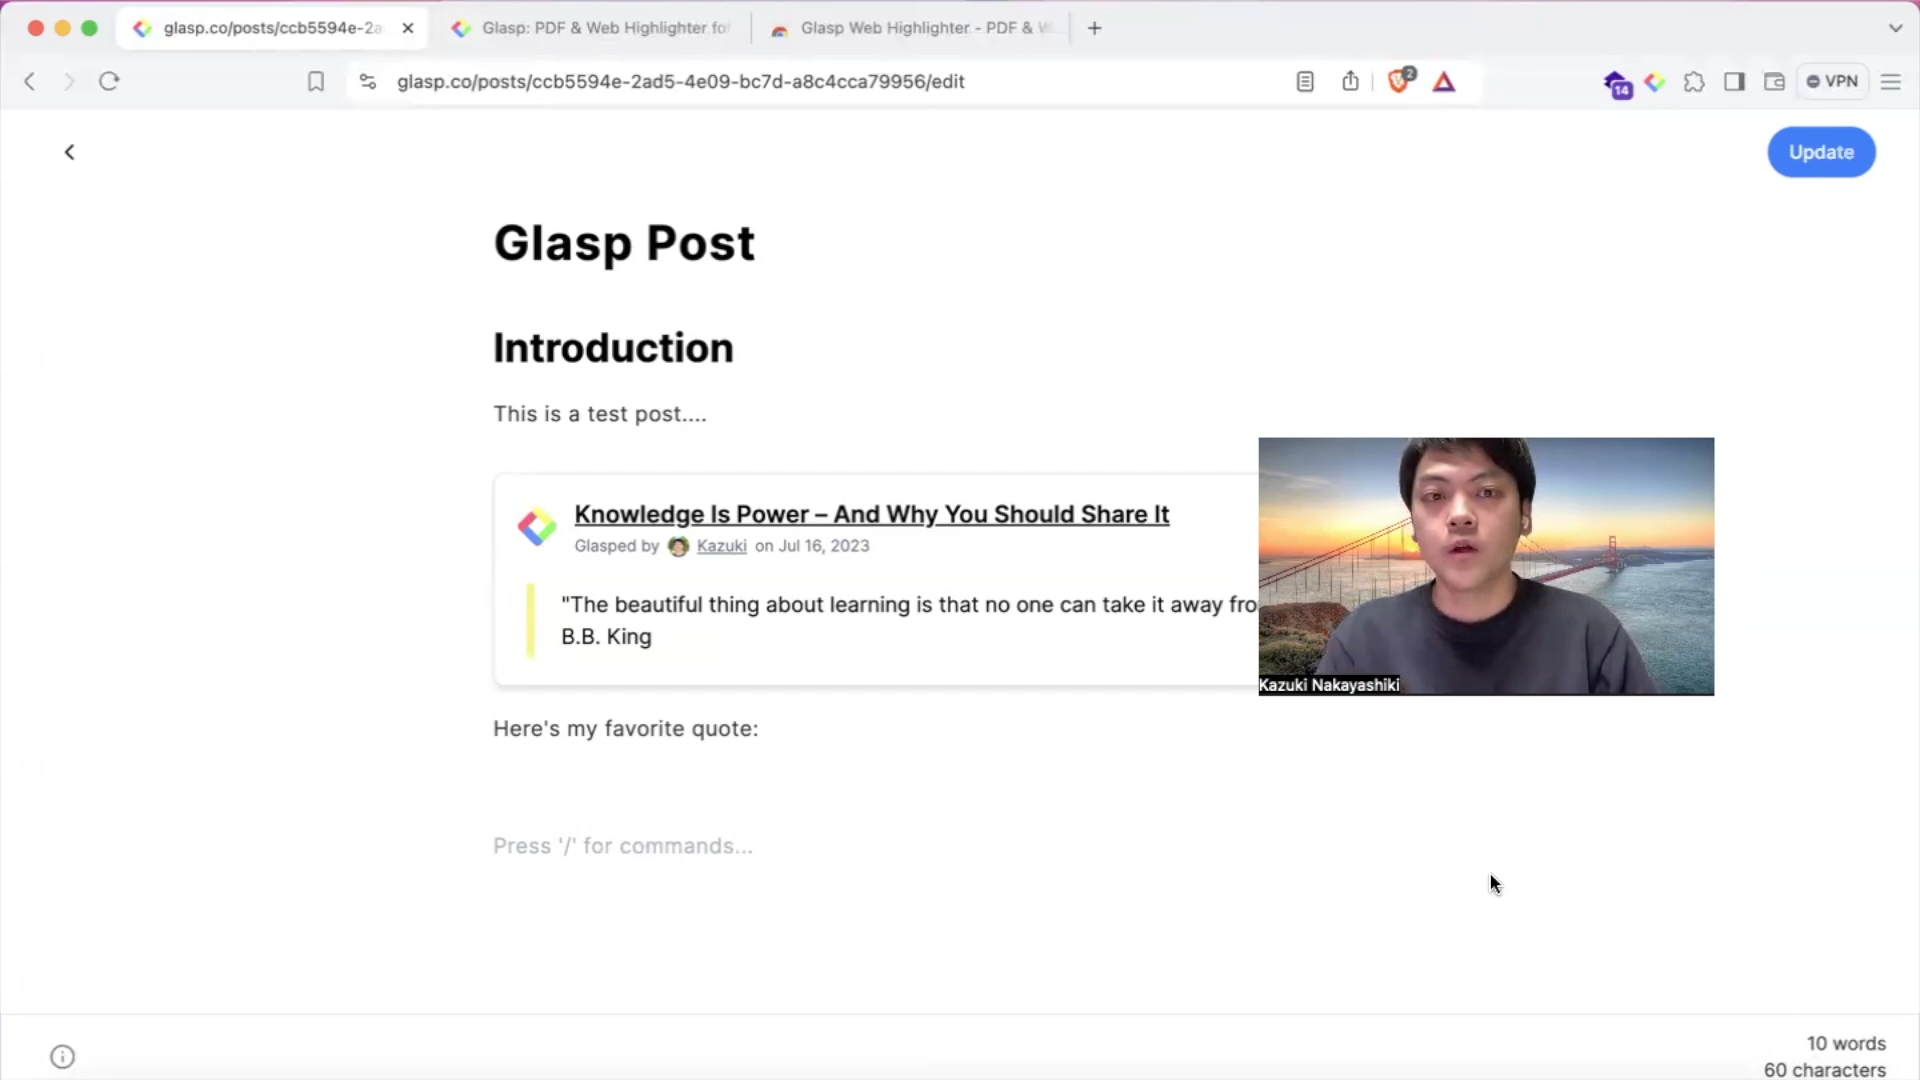 glasp.co/posts/ccb5594e-2a
Glasp: PDF & Web Highlighter fo
Glasp Web Highlighter - PDF & W
glasp.co/posts/ccb5594e-2ad5-4e09-bc7d-a8c4cca79956/edit
2
14
VPN
Update
Glasp Post
Introduction
This is a test post....
Knowledge Is Power – And Why You Should Share It
Glasped by Kazuki on Jul 16, 2023
"The beautiful thing about learning is that no one can take it away fro
B.B. King
Kazuki Nakayashiki
Here's my favorite quote:
Press '/' for commands...
10 words
60 characters